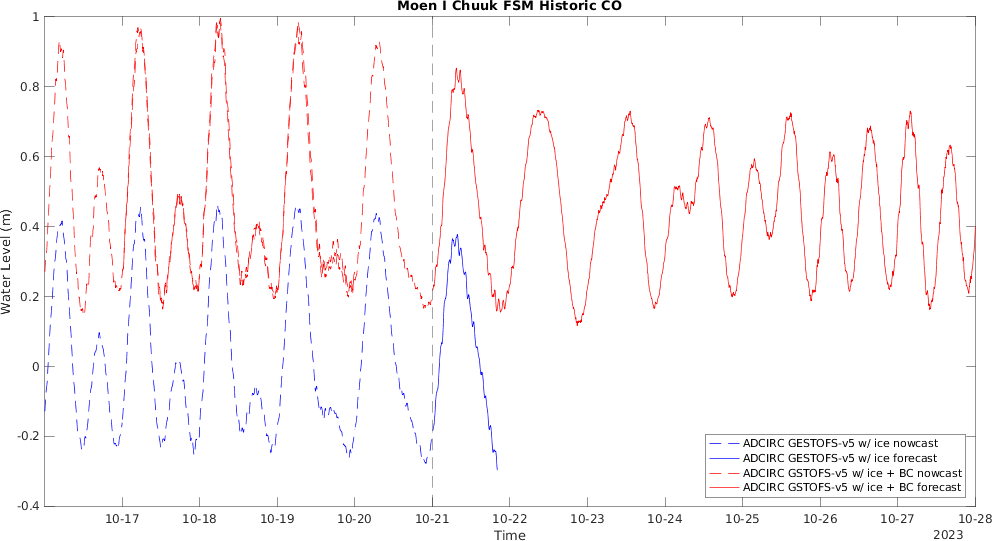 Moen I Chuuk FSM Historic CO
1
0.8
0.6
0.4
0.2
0
-0.2
-0.4
Water Level (m)
10-17 10-18 10-19 10-20 10-21 10-22 10-23 10-24 10-25 10-26 10-27 10-28
Time
2023
ADCIRC GESTOFS-v5 w/ ice nowcast
ADCIRC GESTOFS-v5 w/ ice forecast
ADCIRC GSTOFS-v5 w/ ice + BC nowcast
ADCIRC GSTOFS-v5 w/ ice + BC forecast